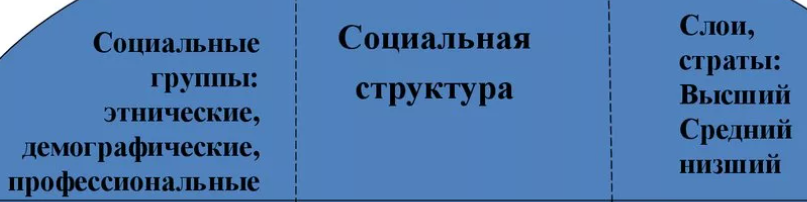 Социальные
группы:
этнические,
демографические,
профессиональные
Социальная
структура
Слои,
страты:
Высший
Средний
низший